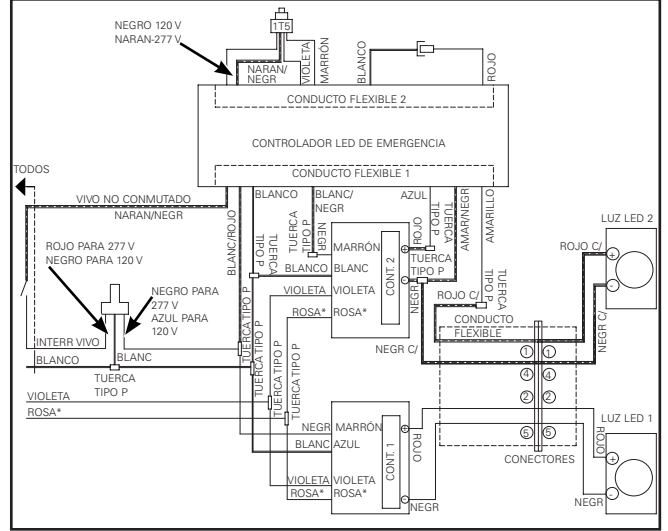 NEGRO 120 V
NARAN-277 V
1T5
NARAN/
NEGR
VIOLETA
MARRÓN
BLANCO
ROJO
CONDUCTO FLEXIBLE 2
CONTROLADOR LED DE EMERGENCIA
CONDUCTO FLEXIBLE 1
TODOS
VIVO NO CONMUTADO
NARAN/NEGR
BLANC/ROJO
BLANCO
TUERCA
TIPO P
BLANC/
NEGR
TUERCA
TIPO P
NEGR
AZUL
ROJO
TIPO P
TUERCA
AMAR/NEGR
AMARILLO
TUERCA
TIPO P
TUERCA
TIPO P
LUZ LED 2
ROJO C/
+
-
NEGR C/
ROJO PARA 277 V
NEGRO PARA 120 V
NEGRO PARA
277 V
AZUL PARA
120 V
INTERR VIVO
BLANCO
BLANC
TUERCA
TIPO P
VIOLETA
ROSA*
MARRÓN
BLANCO
BLANC
VIOLETA
VIOLETA
ROSA*
ROSA*
CONT. 2
+
-
NEGR
ROJO C/
NEGR C/
CONDUCTO
FLEXIBLE
TUERCA TIPO P
TUERCA TIPO P
TUERCA TIPO P
TUERCA TIPO P
1 1
4 4
2 2
5 5
CONECTORES
NEGR
MARRÓN
BLANC
AZUL
VIOLETA
VIOLETA
ROSA*
ROSA*
CONT. 1
+
-
ROJO
NEGR
LUZ LED 1
ROJO
+
-
NEGR